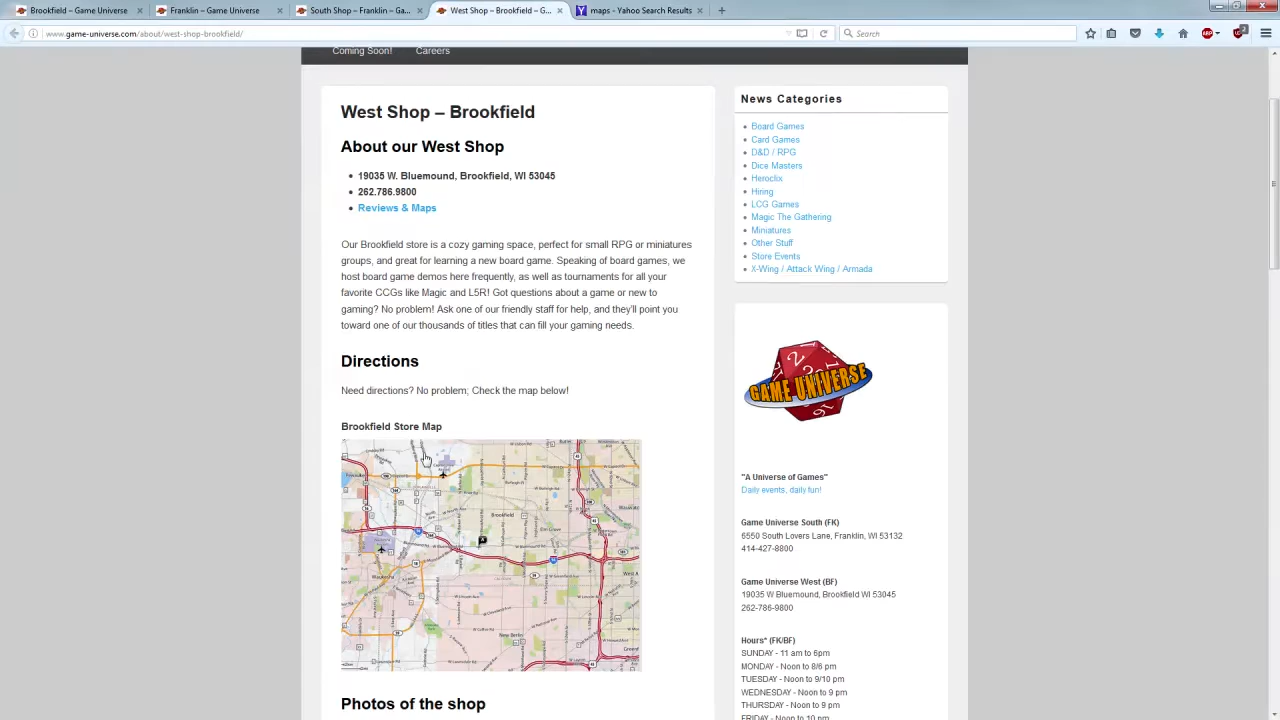 Brookfield – Game Univers...
Franklin – Game Universe
South Shop – Franklin – Ga...
West Shop – Brookfield – G...
maps - Yahoo Search Results
www.game-universe.com/about/west-shop-brookfield/
Search
Coming Soon! Careers
West Shop – Brookfield
About our West Shop
19035 W. Bluemound, Brookfield, WI 53045
262.786.9800
Reviews & Maps
Our Brookfield store is a cozy gaming space, perfect for small RPG or miniatures
groups, and great for learning a new board game. Speaking of board games, we
host board game demos here frequently, as well as tournaments for all your
favorite CCGs like Magic and L5R! Got questions about a game or new to
gaming? No problem! Ask one of our friendly staff for help, and they'll point you
toward one of our thousands of titles that can fill your gaming needs.
Directions
Need directions? No problem; Check the map below!
Brookfield Store Map
Brookfield
Elm Grove
New Berlin
Photos of the shop
News Categories
Board Games
Card Games
D&D / RPG
Dice Masters
Heroclix
Hiring
LCG Games
Magic The Gathering
Miniatures
Other Stuff
Store Events
X-Wing / Attack Wing / Armada
GAME UNIVERSE
"A Universe of Games"
Daily events, daily fun!
Game Universe South (FK)
6550 South Lovers Lane, Franklin, WI 53132
414-427-8800
Game Universe West (BF)
19035 W Bluemound, Brookfield WI 53045
262-786-9800
Hours* (FK/BF)
SUNDAY - 11 am to 6pm
MONDAY - Noon to 8/6 pm
TUESDAY - Noon to 9/10 pm
WEDNESDAY - Noon to 9 pm
THURSDAY - Noon to 9 pm
FRIDAY - Noon to 10 pm